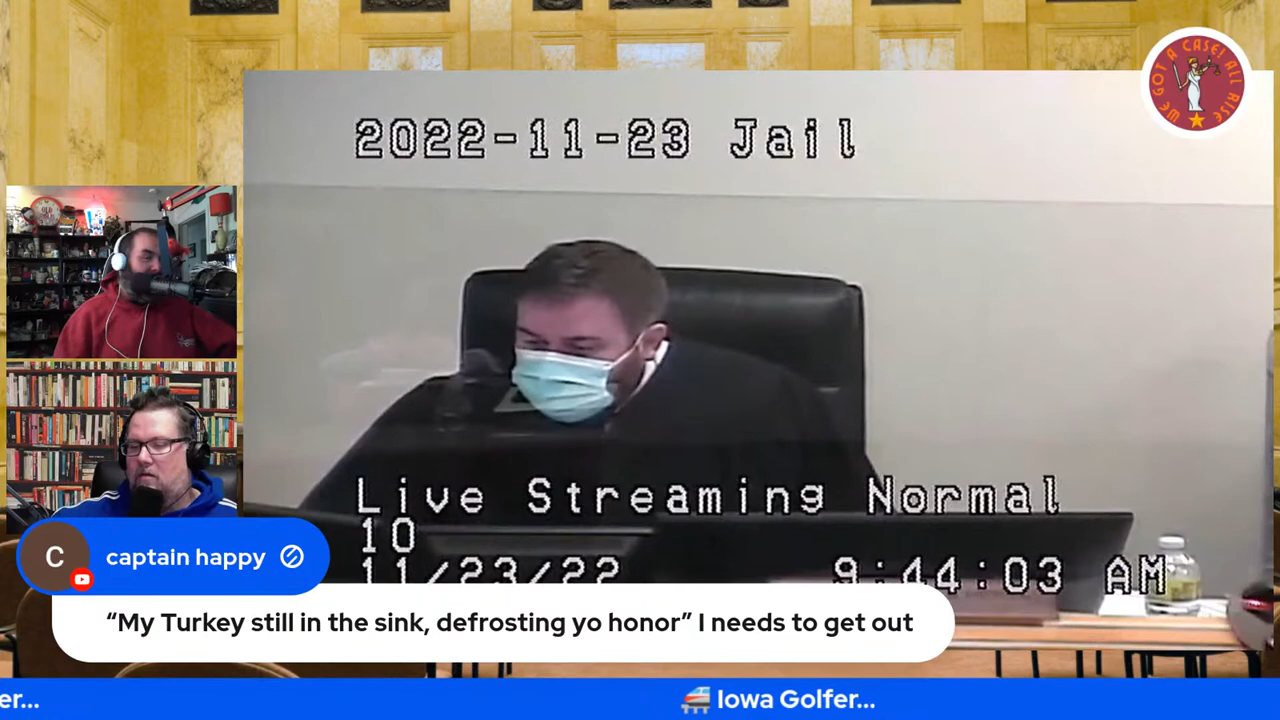 WE GOT A CASE! ALL RISE
2022-11-23 Jail
Live Streaming Normal
10
11/23/22 9:44:03 AM
C captain happy
“My Turkey still in the sink, defrosting yo honor” I needs to get out
er... Iowa Golfer...